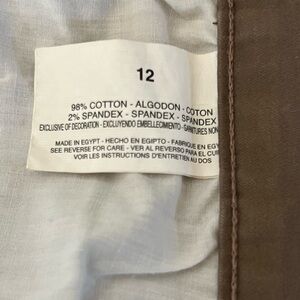 12
98% COTTON - ALGODON - COTON
2% SPANDEX - SPANDEX - SPANDEX
EXCLUSIVE OF DECORATION - EXCLUYENDO EMBELLECIMIENTO - GARNITURES NON
MADE IN EGYPT - HECHO EN EGIPTO - FABRIQUE EN EG
SEE REVERSE FOR CARE - VER AL REVERSO PARA EL CUI
VOIR LES INSTRUCTIONS D'ENTRETIEN AU DOS